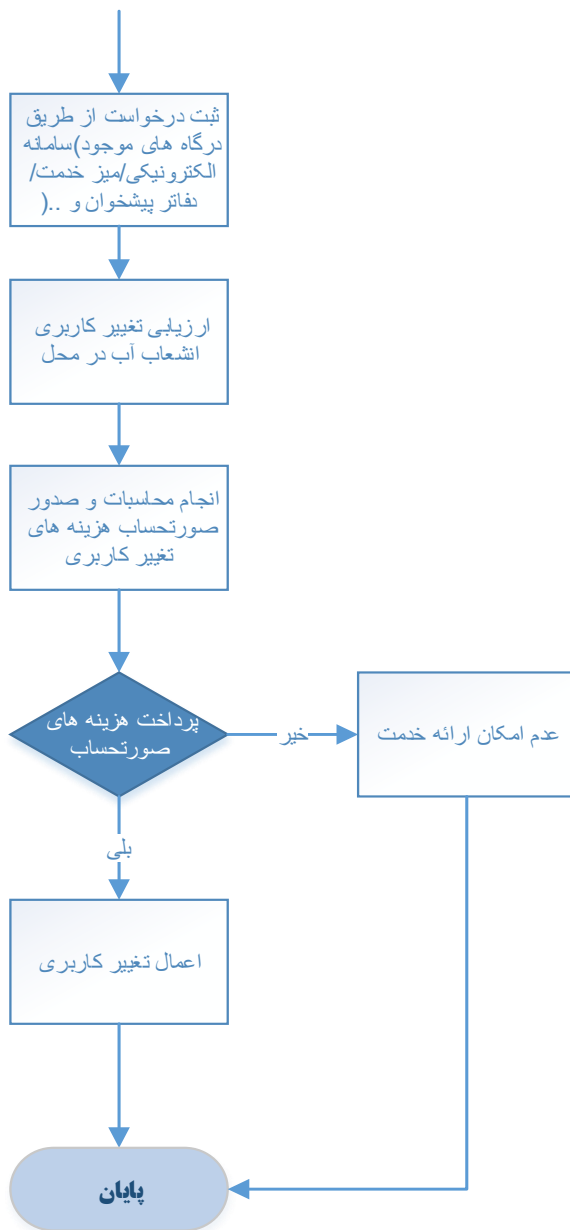 ثبت درخواست از طریق
درگاه های موجود)سامانه
الکترونیکی/میز خدمت/
دفاتر پیشخوان و ..(
ارزیابی تغییر کاربری
انشعاب آب در محل
انجام محاسبات و صدور
صورتحساب هزینه های
تغییر کاربری
پرداخت هزینه های
صورتحساب
خیر
عدم امکان ارائه خدمت
بلی
اعمال تغییر کاربری
پایان